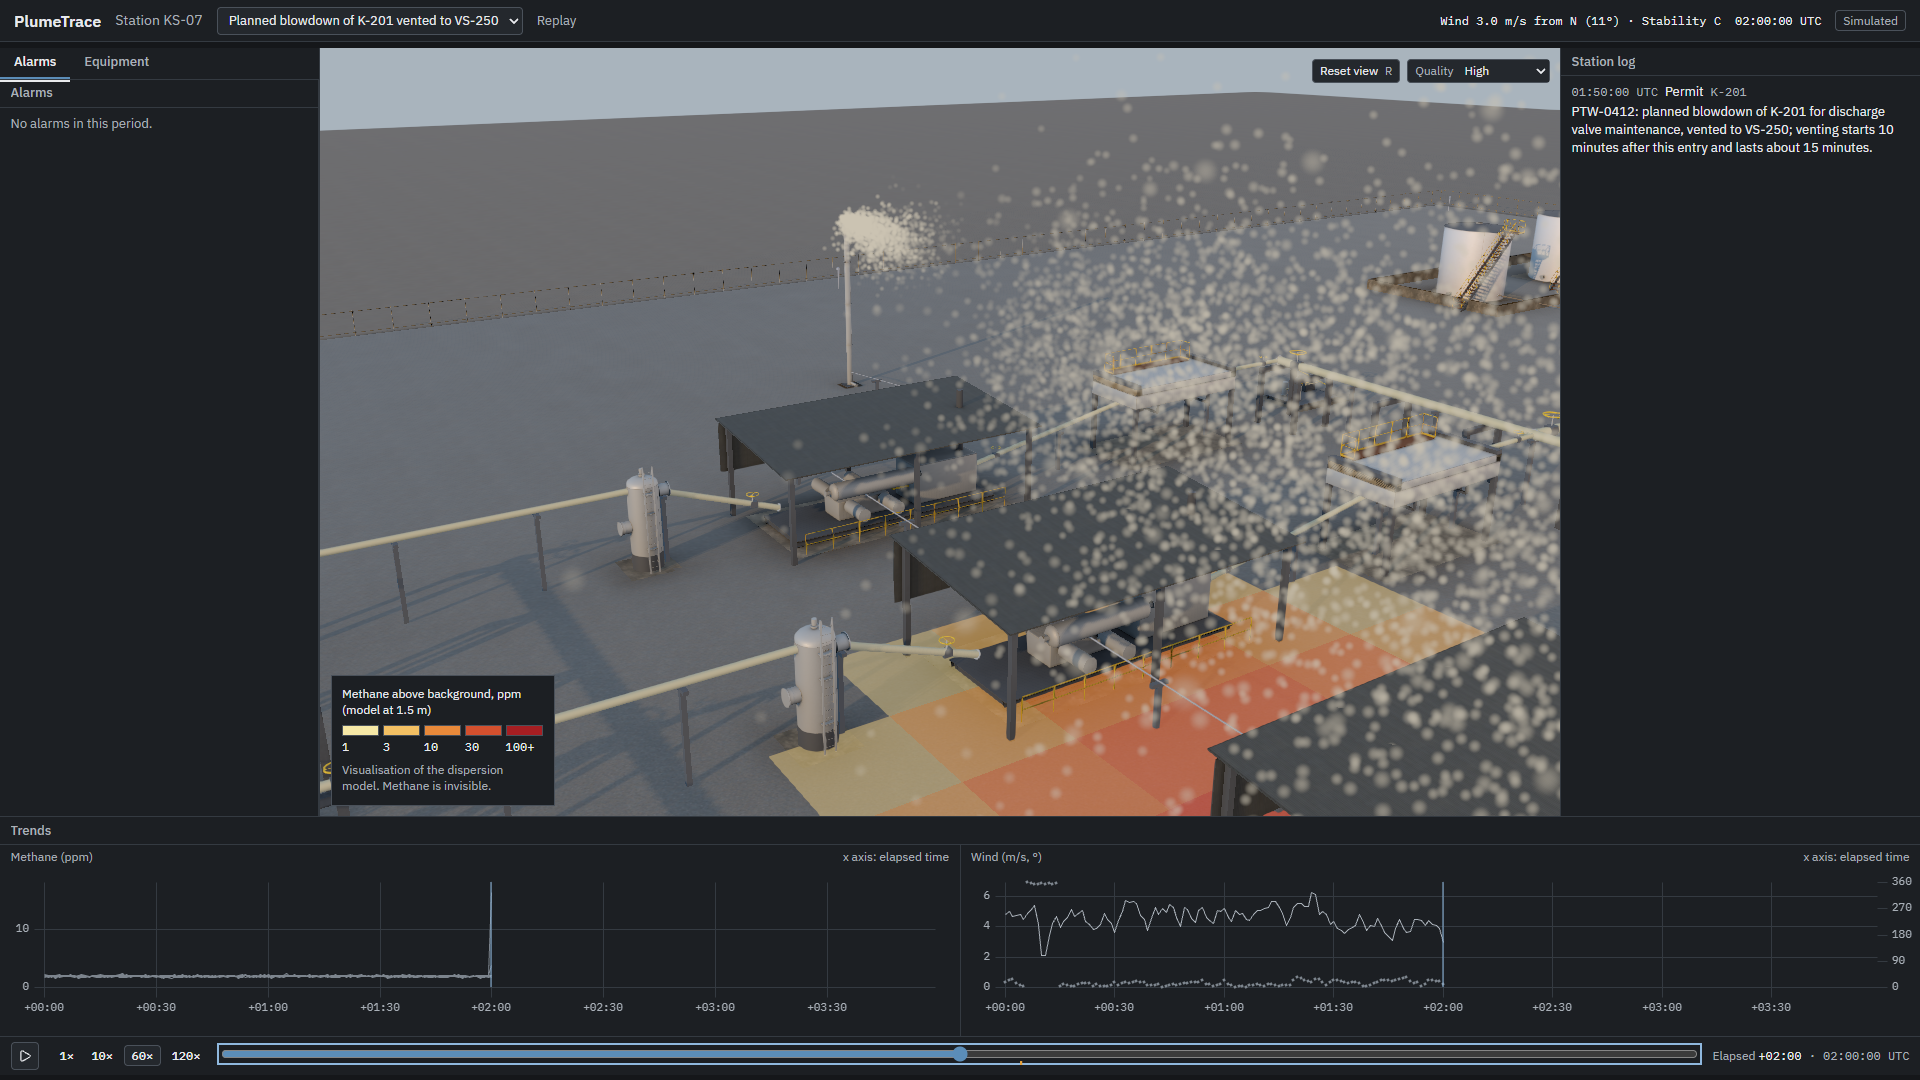 PlumeTrace Station KS-07 Planned blowdown of K-201 vented to VS-250 Replay
Wind 3.0 m/s from N (11°) · Stability C 02:00:00 UTC Simulated
Alarms Equipment
Alarms
No alarms in this period.
Reset view R Quality High
Methane above background, ppm
(model at 1.5 m)
1 3 10 30 100+
Visualisation of the dispersion
model. Methane is invisible.
Station log
01:50:00 UTC Permit K-201
PTW-0412: planned blowdown of K-201 for discharge
valve maintenance, vented to VS-250; venting starts 10
minutes after this entry and lasts about 15 minutes.
Trends
Methane (ppm) x axis: elapsed time
10
0
+00:00 +00:30 +01:00 +01:30 +02:00 +02:30 +03:00 +03:30
Wind (m/s, °) x axis: elapsed time
6 360
270
4
180
2 90
0 0
+00:00 +00:30 +01:00 +01:30 +02:00 +02:30 +03:00 +03:30
1× 10× 60× 120× Elapsed +02:00 · 02:00:00 UTC